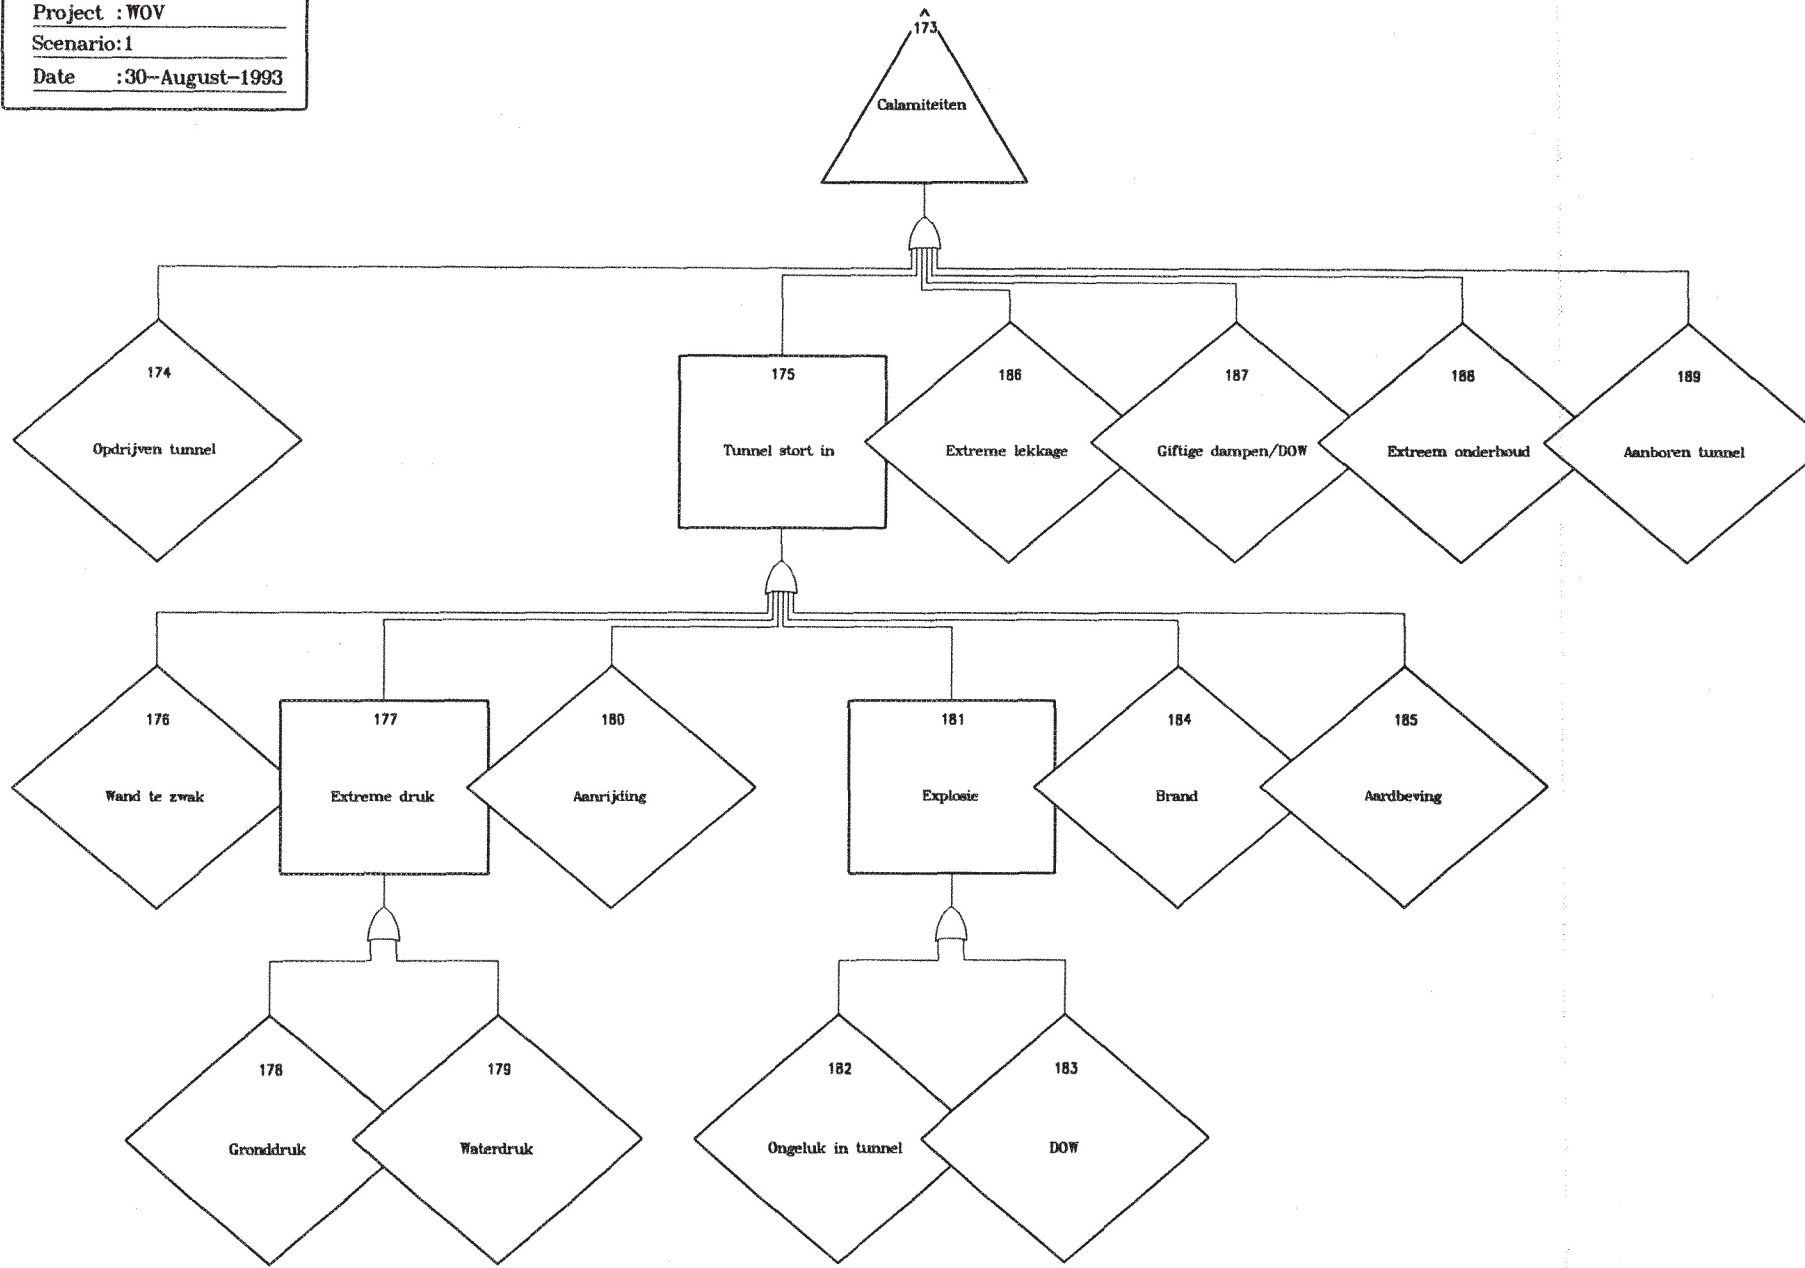 Project :WOV
Scenario:1
Date :30-August-1993
173
Calamiteiten
174
Opdrijven tunnel
175
Tunnel stort in
186
Extreme lekkage
187
Giftige dampen/DOW
188
Extreem onderhoud
189
Aanboren tunnel
176
Wand te zwak
177
Extreme druk
180
Aanrijding
181
Explosie
184
Brand
185
Aardbeving
178
Gronddruk
179
Waterdruk
182
Ongeluk in tunnel
183
DOW